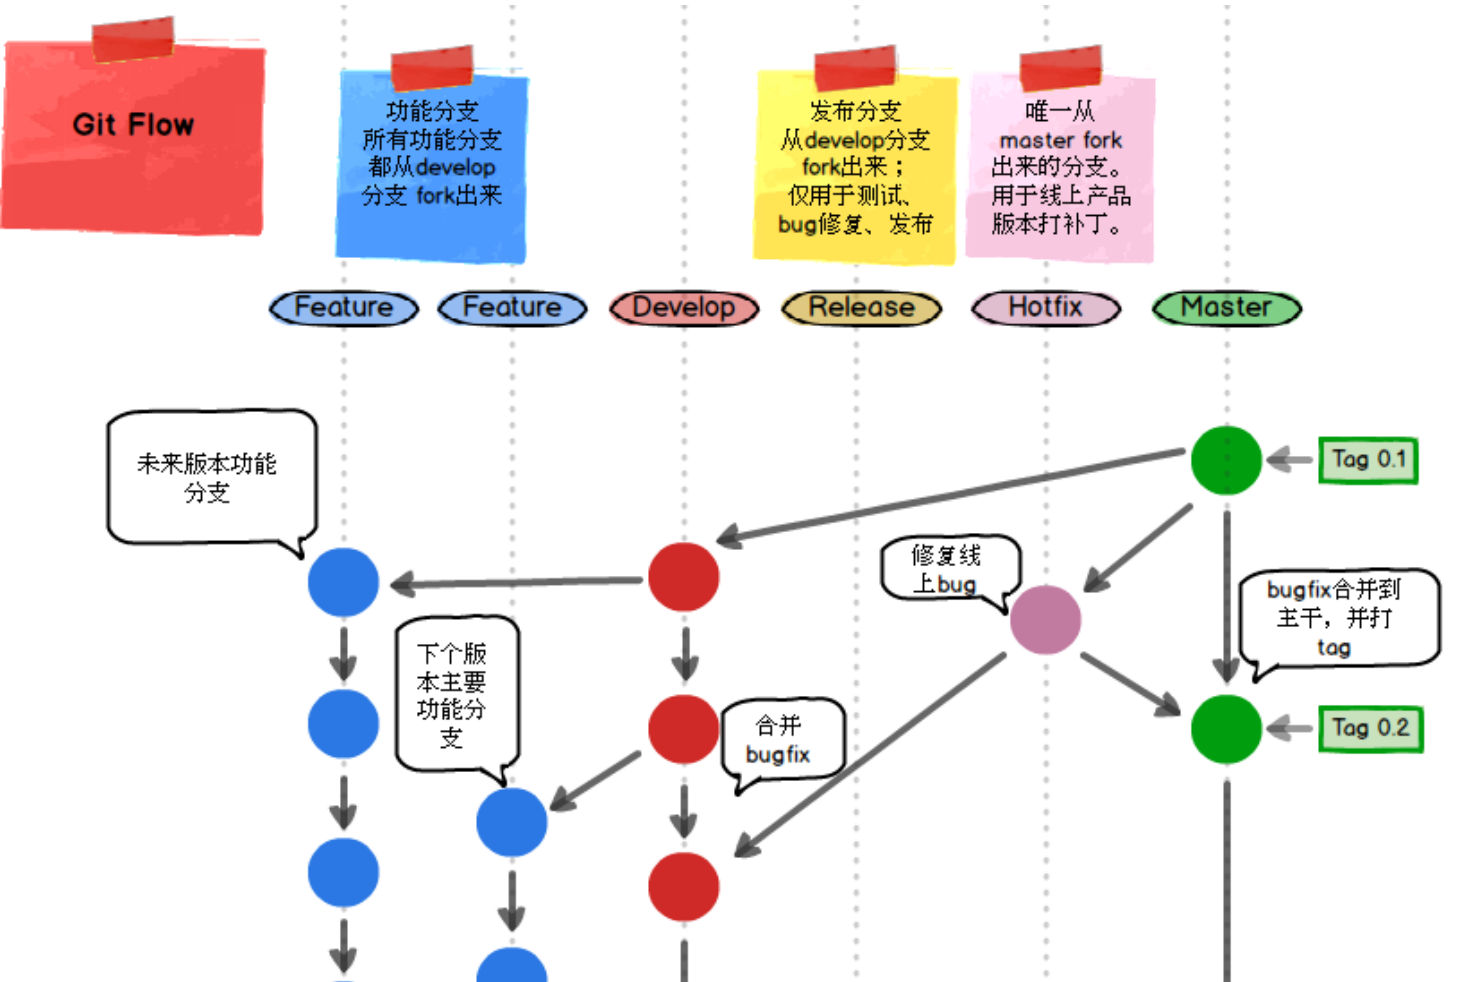 Git Flow
功能分支
所有功能分支
都从develop
分支 fork出来
发布分支
从develop分支
fork出来；
仅用于测试、
bug修复、发布
唯一从
master fork
出来的分支。
用于线上产品
版本打补丁。
Feature
Feature
Develop
Release
Hotfix
Master
未来版本功能
分支
Tag 0.1
修复线
上bug
bugfix合并到
主干，并打
tag
下个版
本主要
功能分
支
合并
bugfix
Tag 0.2